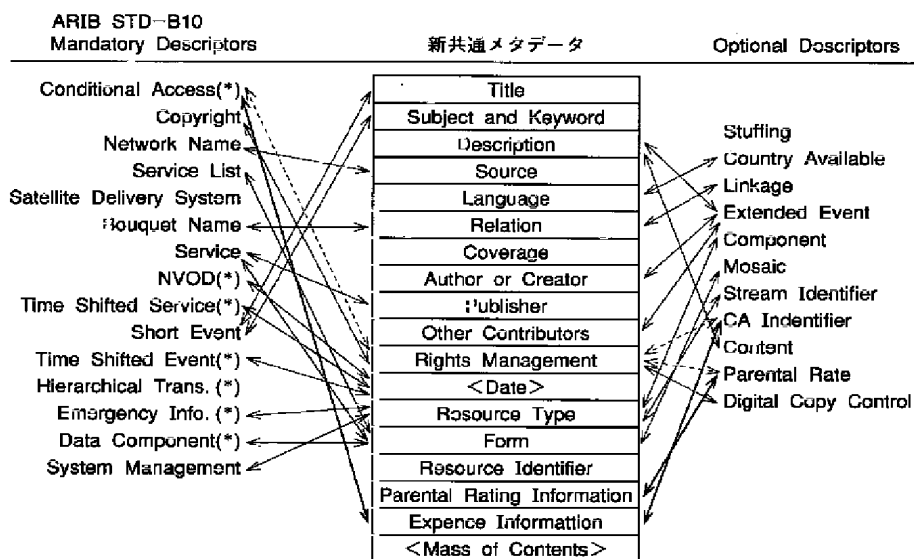 ARIB STD-B10
Mandatory Descriptors
新共通メタデータ
Optional Doscriptors
Conditional Access(*)
Copyright
Network Name
Service List
Satellite Delivery System
Bouquet Name
Service
NVOD(*)
Time Shifted Service(*)
Short Event
Time Shifted Event(*)
Hierarchical Trans. (*)
Emergency Info. (*)
Data Component(*)
System Management
Title
Subject and Keyword
Description
Source
Language
Relation
Coverage
Author or Creator
Publisher
Other Contributors
Rights Management
<Date>
Resource Type
Form
Resource Identifier
Parental Rating Information
Expence Informattion
<Mass of Contents>
Stuffing
Country Available
Linkage
Extended Event
Component
Mosaic
Stream Identifier
CA Indentifier
Content
Parental Rate
Digital Copy Control